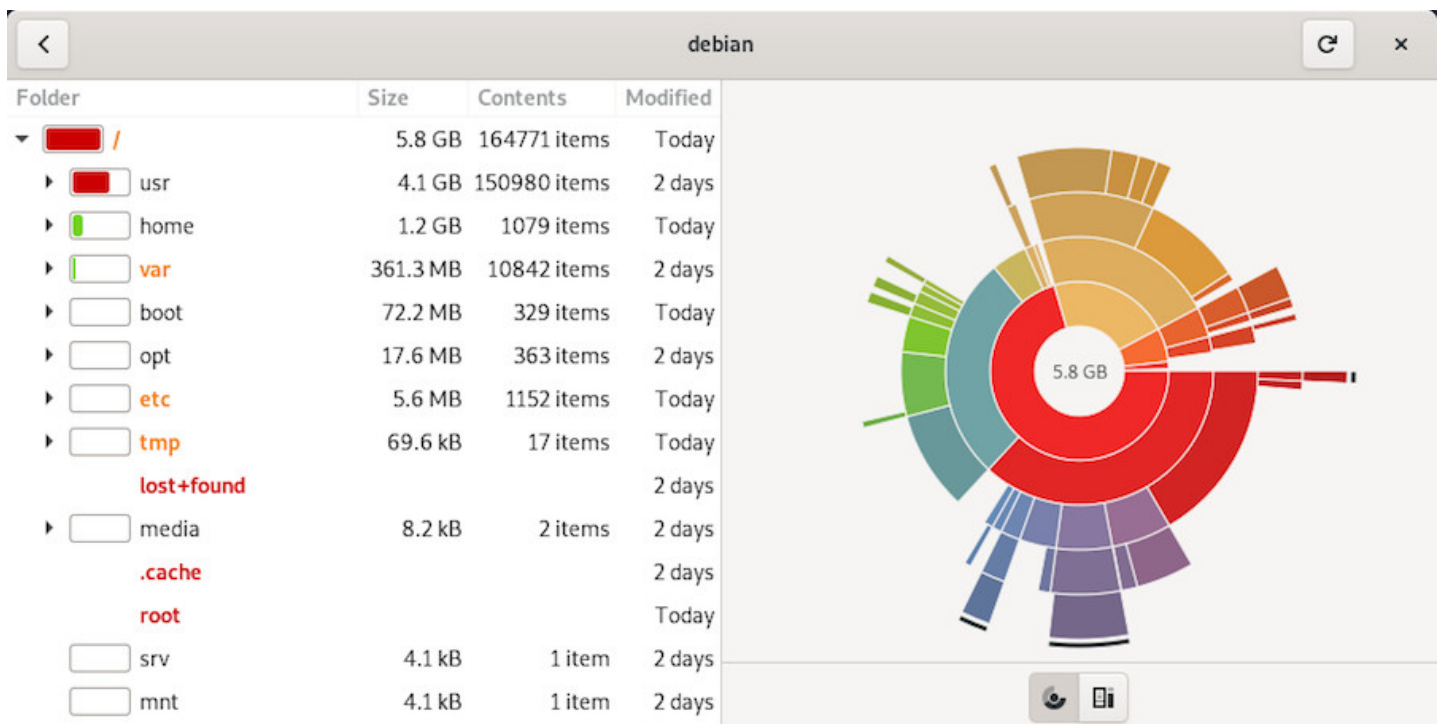 debian
Folder Size Contents Modified
/ 5.8 GB 164771 items Today
usr 4.1 GB 150980 items 2 days
home 1.2 GB 1079 items Today
var 361.3 MB 10842 items 2 days
boot 72.2 MB 329 items Today
opt 17.6 MB 363 items Today
etc 5.6 MB 1152 items Today
tmp 69.6 kB 17 items Today
lost+found 2 days
media 8.2 kB 2 items 2 days
.cache 2 days
root Today
srv 4.1 kB 1 item 2 days
mnt 4.1 kB 1 item 2 days
5.8 GB